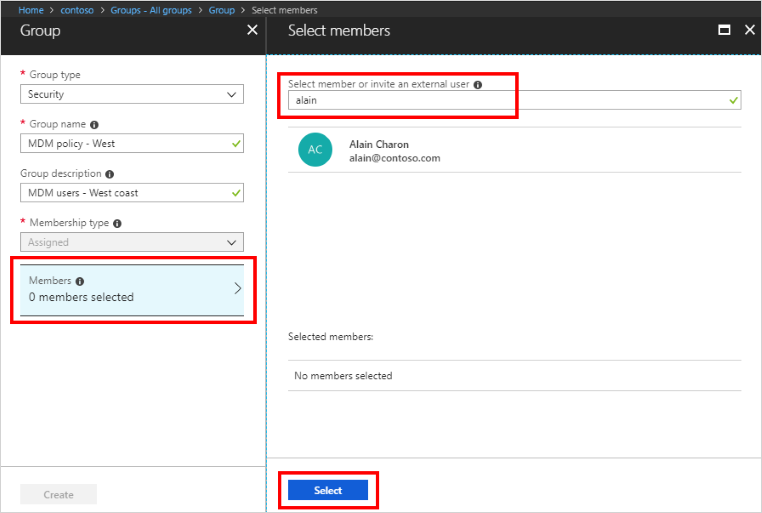 Home > contoso > Groups - All groups > Group > Select members
Group
* Group type
Security
* Group name
MDM policy - West
Group description
MDM users - West coast
* Membership type
Assigned
Members
0 members selected
Create
Select members
Select member or invite an external user
alain
AC
Alain Charon
alain@contoso.com
Selected members:
No members selected
Select